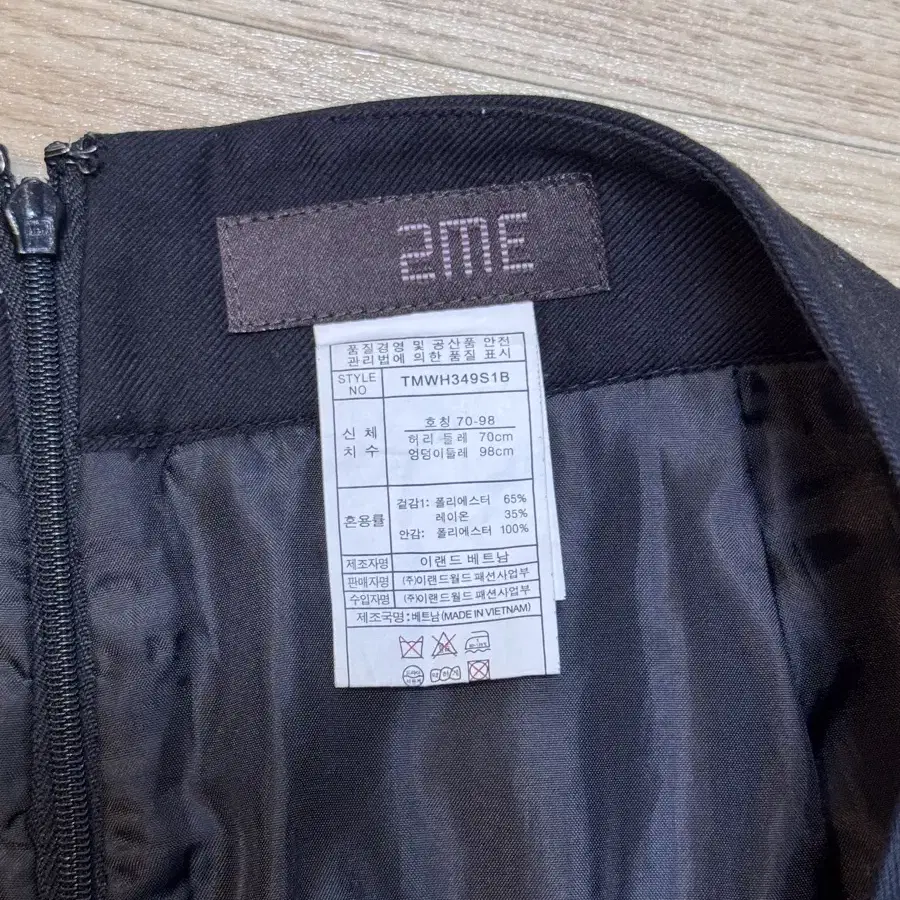 2ME
품질경영 및 공산품 안전
관리법에 의한 품질 표시
STYLE NO TMWH349S1B
신체 치수
호칭 70-98
허리 둘레 70cm
엉덩이둘레 98cm
혼용률
겉감1: 폴리에스터 65%
레이온 35%
안감: 폴리에스터 100%
제조자명 이랜드 베트남
판매자명 (주)이랜드월드 패션사업부
수입자명 (주)이랜드월드 패션사업부
제조국명:베트남(MADE IN VIETNAM)
약하게